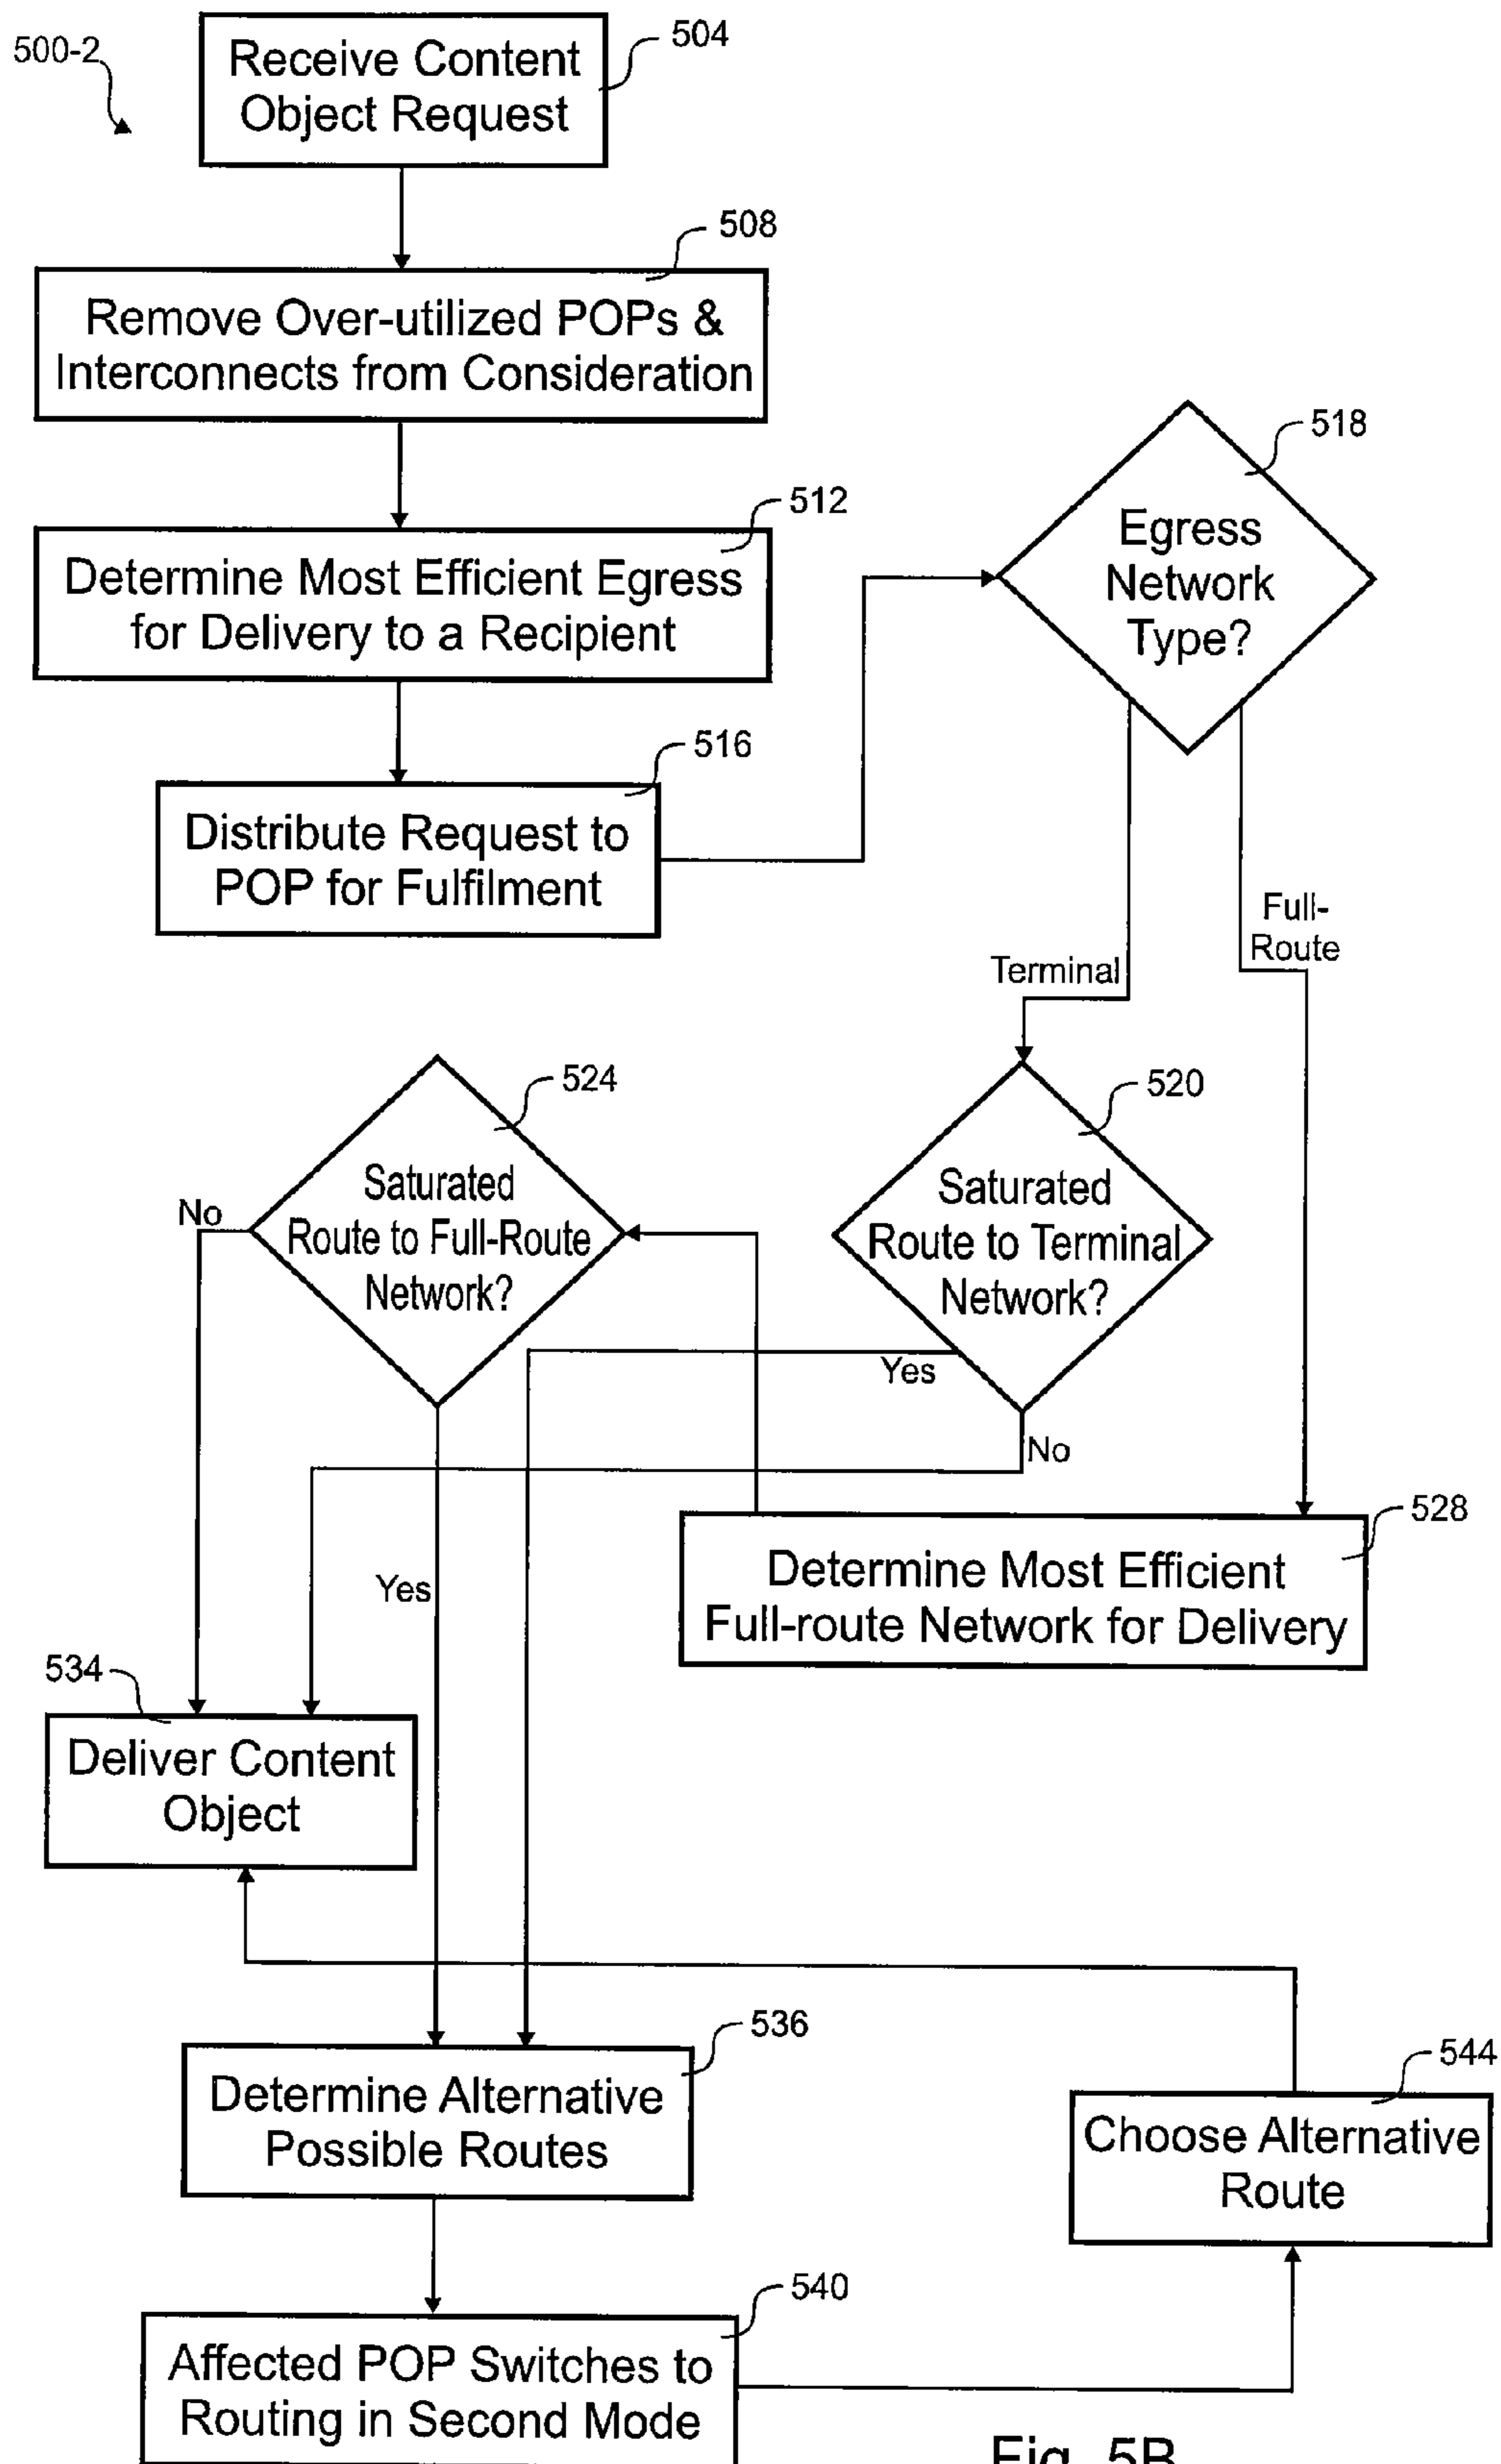 500-2
504
Receive Content
Object Request
508
Remove Over-utilized POPs &
Interconnects from Consideration
512
Determine Most Efficient Egress
for Delivery to a Recipient
516
Distribute Request to
POP for Fulfilment
518
Egress
Network
Type?
Terminal
Full-
Route
520
Saturated
Route to Terminal
Network?
Yes
No
524
Saturated
Route to Full-Route
Network?
No
Yes
528
Determine Most Efficient
Full-route Network for Delivery
534
Deliver Content
Object
536
Determine Alternative
Possible Routes
544
Choose Alternative
Route
540
Affected POP Switches to
Routing in Second Mode
Fig. 5B